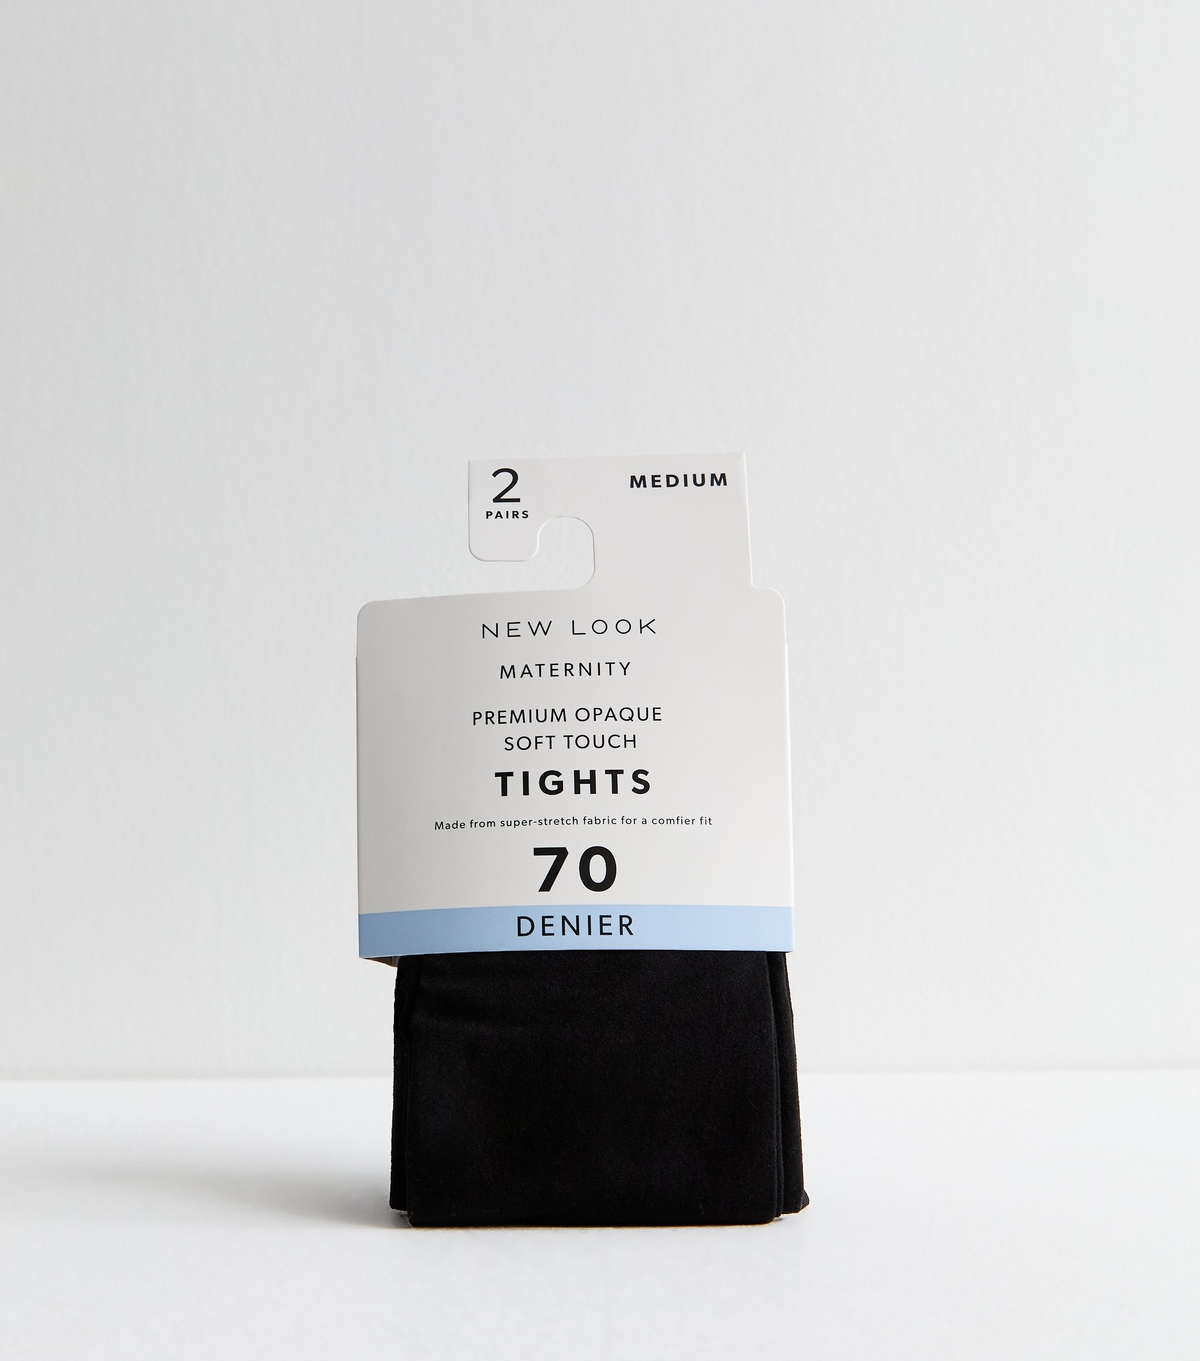 2
PAIRS
MEDIUM
NEW LOOK
MATERNITY
PREMIUM OPAQUE
SOFT TOUCH
TIGHTS
Made from super-stretch fabric for a comfier fit
70
DENIER